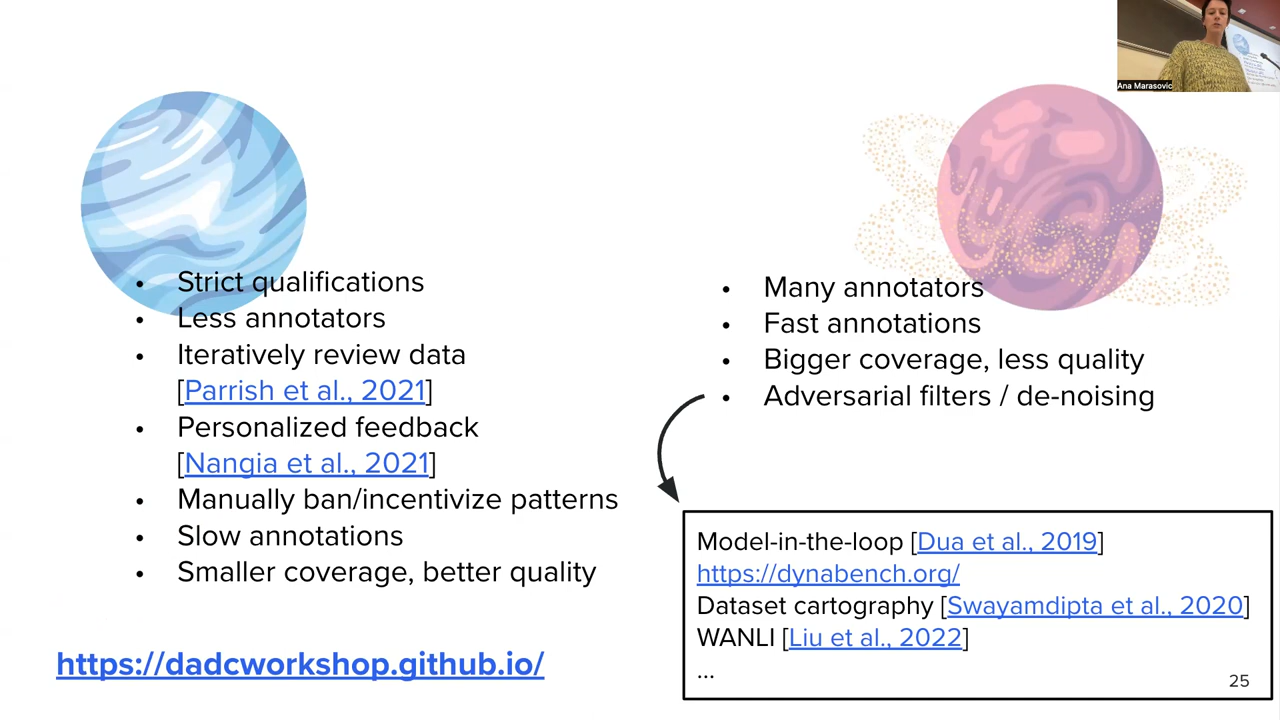 Ana Marasovic
• Strict qualifications
• Less annotators
• Iteratively review data
[Parrish et al., 2021]
• Personalized feedback
[Nangia et al., 2021]
• Manually ban/incentivize patterns
• Slow annotations
• Smaller coverage, better quality
https://dadcworkshop.github.io/
• Many annotators
• Fast annotations
• Bigger coverage, less quality
• Adversarial filters / de-noising
Model-in-the-loop [Dua et al., 2019]
https://dynabench.org/
Dataset cartography [Swayamdipta et al., 2020]
WANLI [Liu et al., 2022]
...
25